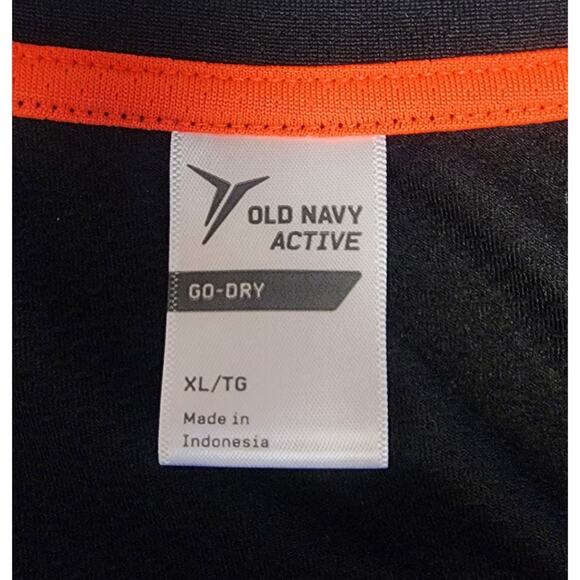 OLD NAVY
ACTIVE
GO-DRY
XL/TG
Made in
Indonesia